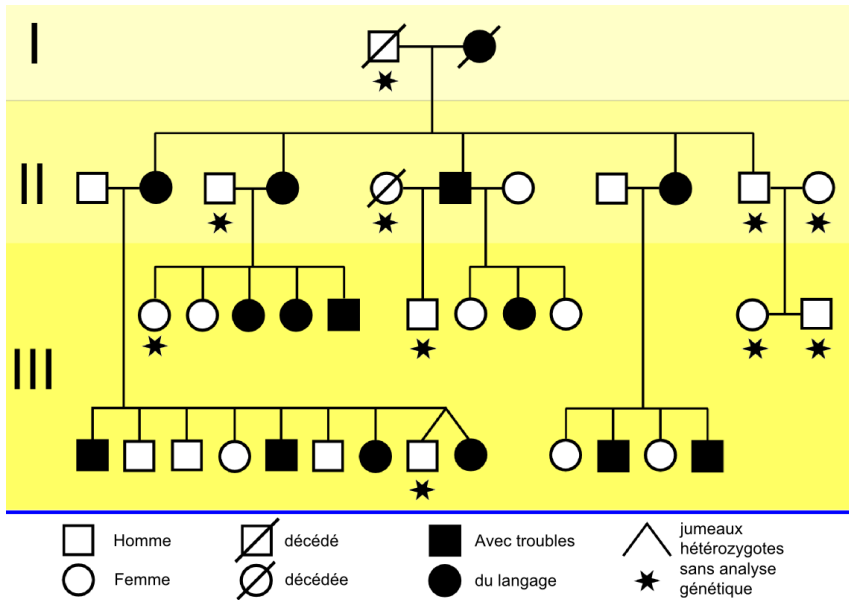 I
II
III
Homme
décédé
Avec troubles
jumeaux
hétérozygotes
Femme
décédée
du langage
sans analyse
génétique